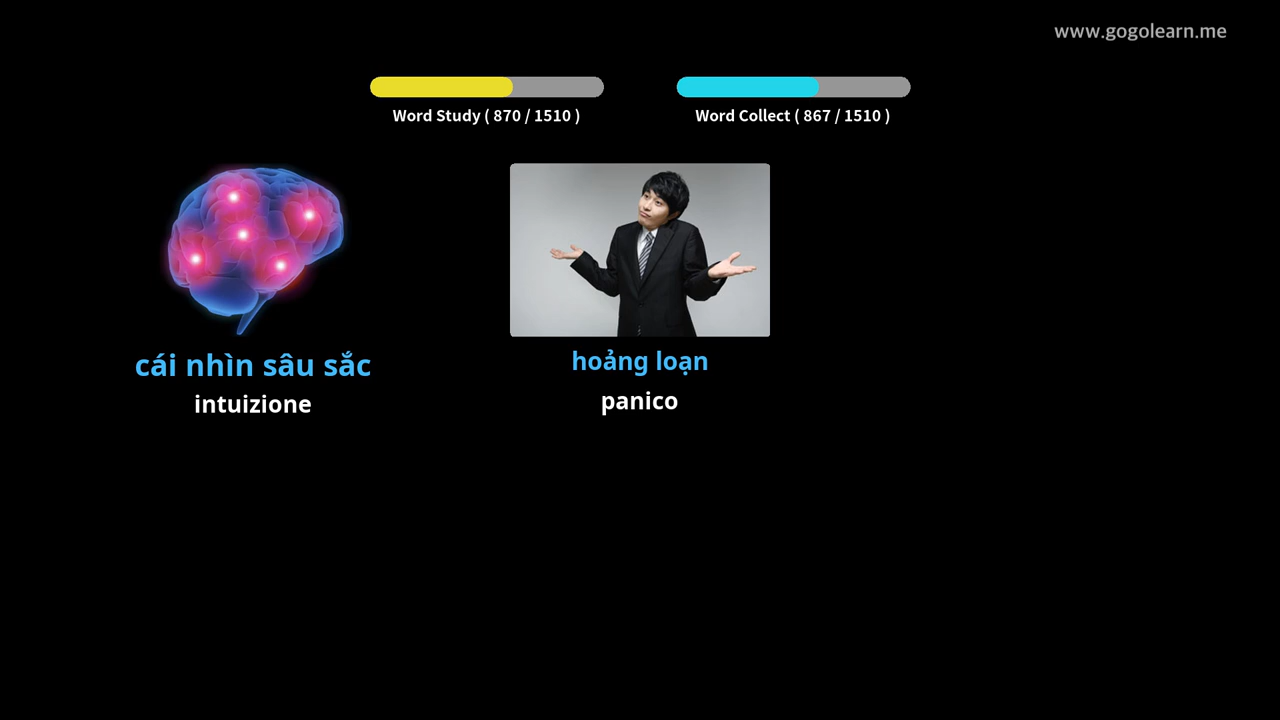 www.gogolearn.me
Word Study ( 870 / 1510 )
Word Collect ( 867 / 1510 )
cái nhìn sâu sắc
intuizione
hoảng loạn
panico